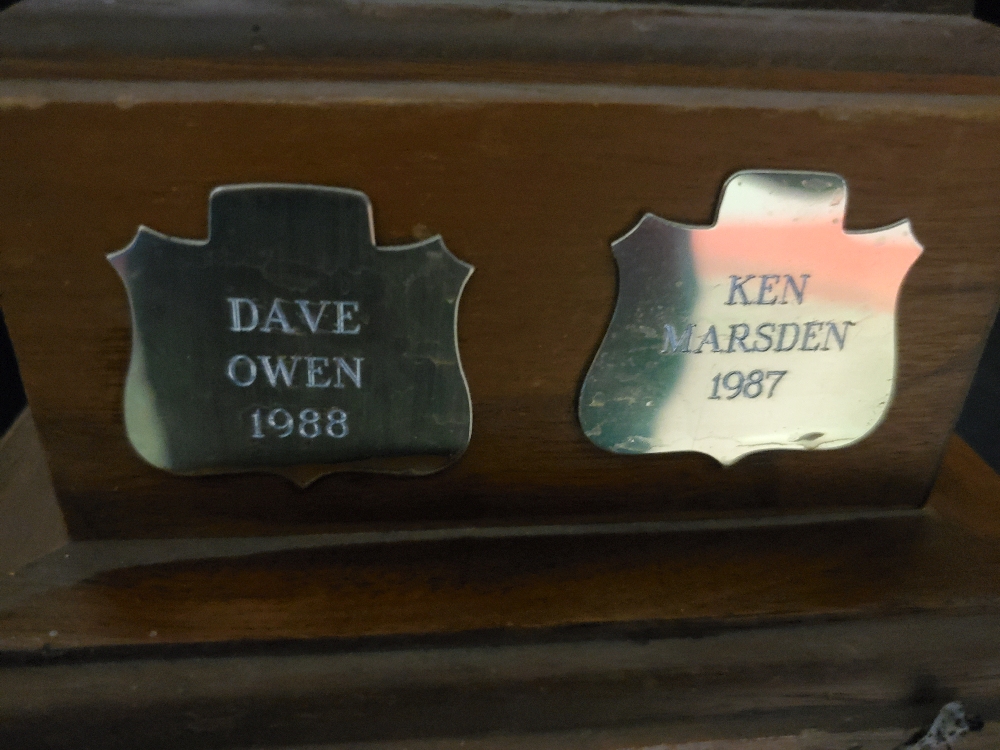 DAVE
OWEN
1988
KEN
MARSDEN
1987